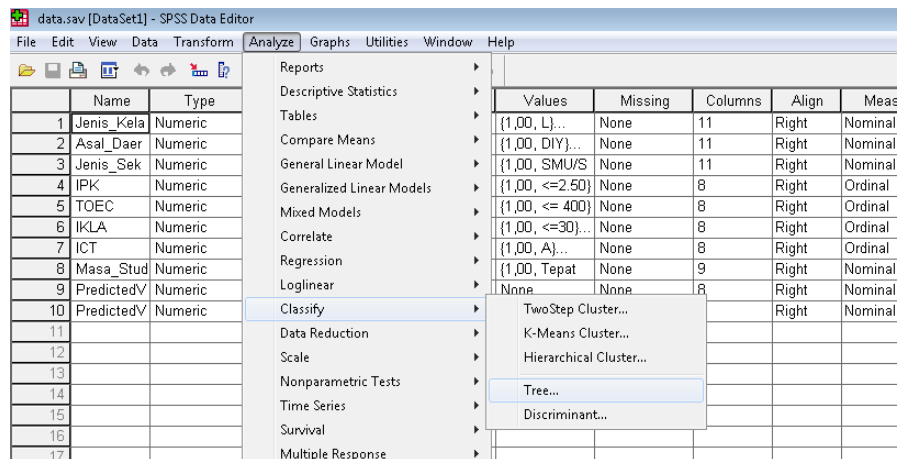 data.sav [DataSet1] - SPSS Data Editor
File Edit View Data Transform Analyze Graphs Utilities Window Help
Name Type Values Missing Columns Align Meas
1 Jenis_Kela Numeric {1,00, L}... None 11 Right Nominal
2 Asal_Daer Numeric {1,00, DIY}... None 11 Right Nominal
3 Jenis_Sek Numeric {1,00, SMU/S None 11 Right Nominal
4 IPK Numeric {1,00, <=2.50} None 8 Right Ordinal
5 TOEC Numeric {1,00, <= 400} None 8 Right Ordinal
6 IKLA Numeric {1,00, <=30}... None 8 Right Ordinal
7 ICT Numeric {1,00, A}... None 8 Right Ordinal
8 Masa_Stud Numeric {1,00, Tepat None 9 Right Nominal
9 PredictedV Numeric None None 8 Right Nominal
10 PredictedV Numeric Right Nominal
11
12
13
14
15
16
17
Reports
Descriptive Statistics
Tables
Compare Means
General Linear Model
Generalized Linear Models
Mixed Models
Correlate
Regression
Loglinear
Classify
Data Reduction
Scale
Nonparametric Tests
Time Series
Survival
Multiple Response
TwoStep Cluster...
K-Means Cluster...
Hierarchical Cluster...
Tree...
Discriminant...